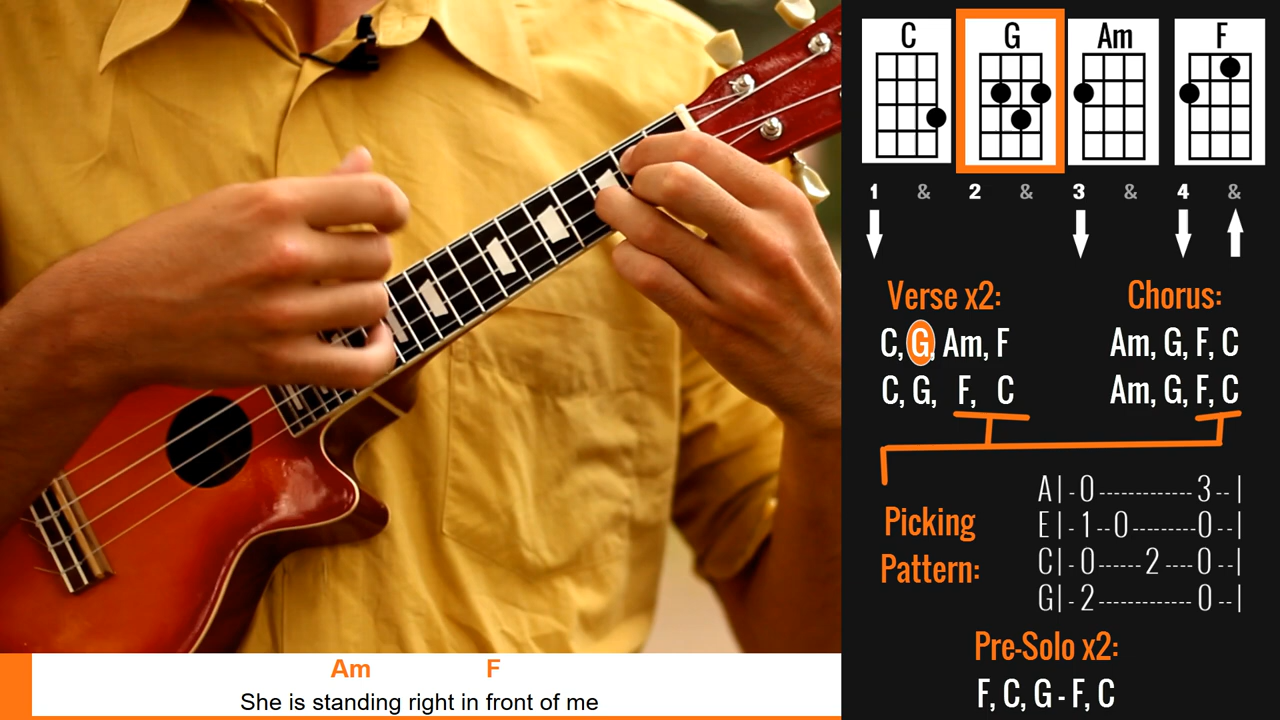 C G Am F
1 & 2 & 3 & 4 &
Verse x2:
C, G, Am, F
C, G, F, C
Chorus:
Am, G, F, C
Am, G, F, C
Picking
Pattern:
A|-0-------------3--|
E|-1--0---------0--|
C|-0------2----0--|
G|-2-------------0--|
Pre-Solo x2:
F, C, G - F, C
Am F
She is standing right in front of me